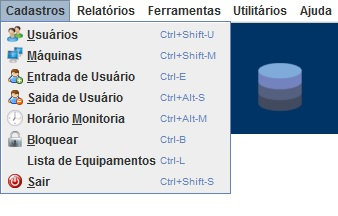 Cadastros Relatórios Ferramentas Utilitários Ajuda
Usuários Ctrl+Shift-U
Máquinas Ctrl+Shift-M
Entrada de Usuário Ctrl-E
Saida de Usuário Ctrl+Alt-S
Horário Monitoria Ctrl+Alt-M
Bloquear Ctrl-B
Lista de Equipamentos Ctrl-L
Sair Ctrl+Shift-S